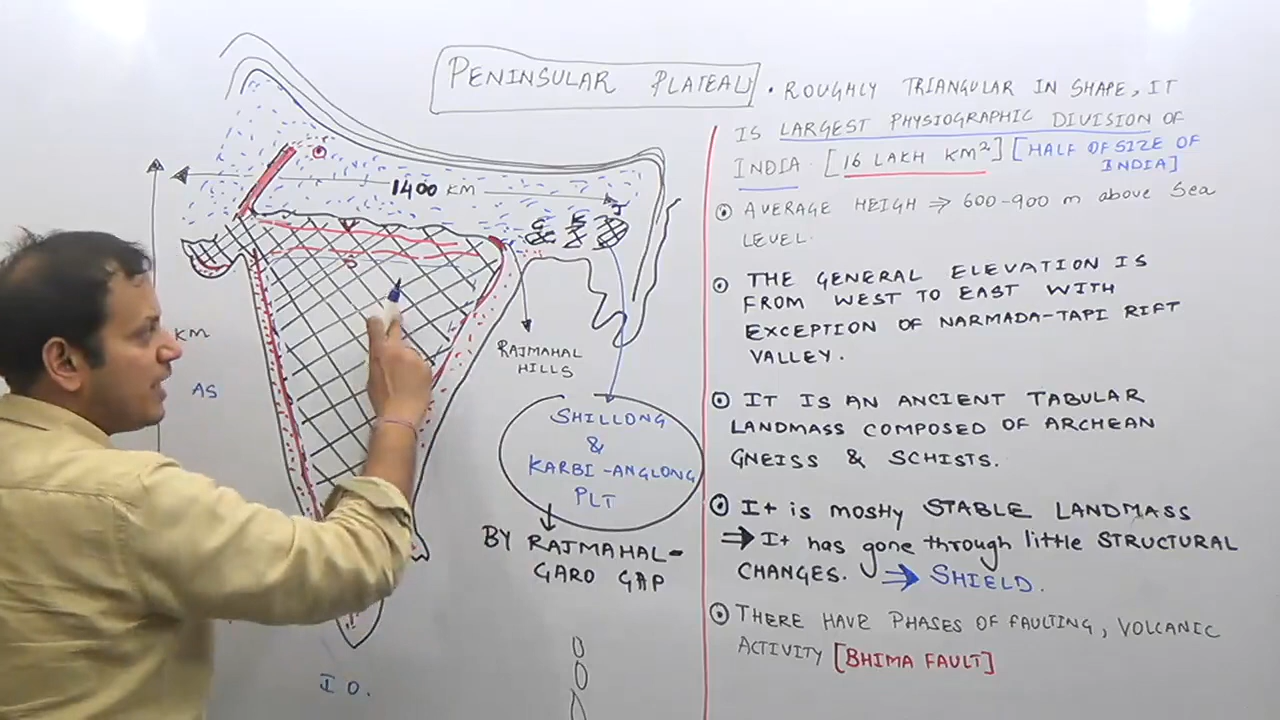 PENINSULAR PLATEAU
1400 KM
G K J
V
S
KM
AS
RAJMAHAL
HILLS
SHILLONG
&
KARBI-ANGLONG
PLT
BY RAJMAHAL-
GARO GAP
I O.
• ROUGHLY TRIANGULAR IN SHAPE, IT
IS LARGEST PHYSIOGRAPHIC DIVISION OF
INDIA. [16 LAKH KM²] [HALF OF SIZE OF
INDIA]
AVERAGE HEIGH ⇒ 600-900 m above Sea
LEVEL.
THE GENERAL ELEVATION IS
FROM WEST TO EAST WITH
EXCEPTION OF NARMADA-TAPI RIFT
VALLEY.
IT IS AN ANCIENT TABULAR
LANDMASS COMPOSED OF ARCHEAN
GNEISS & SCHISTS.
It is mostly STABLE LANDMASS
⇒ It has gone through little STRUCTURAL
CHANGES. ⇒ SHIELD.
THERE HAVE PHASES OF FAULTING, VOLCANIC
ACTIVITY [BHIMA FAULT]